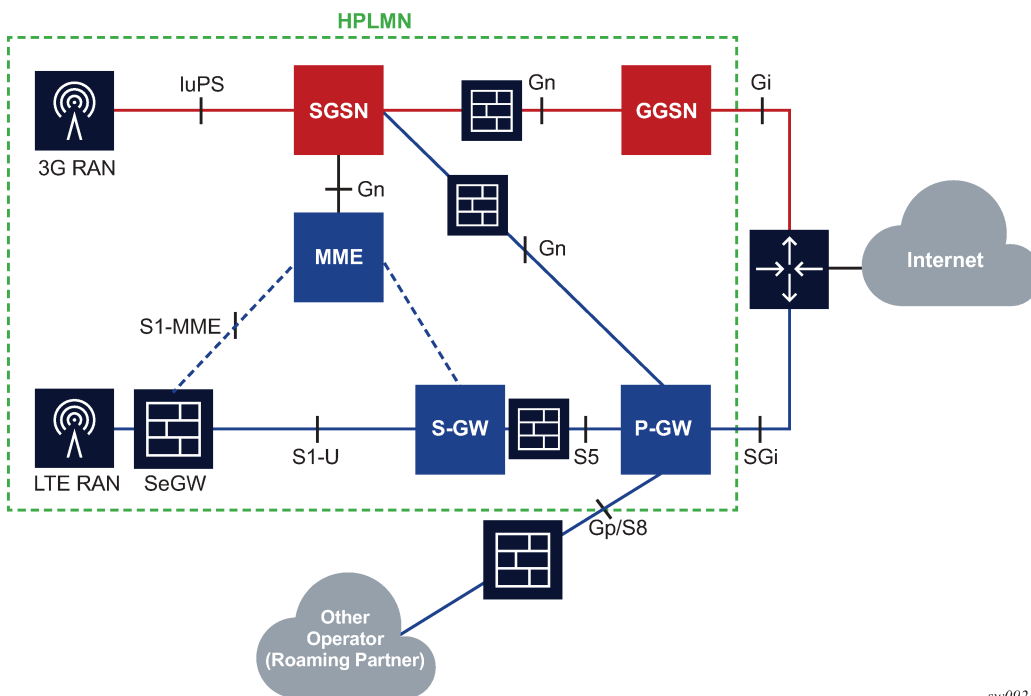 HPLMN
IuPS
SGSN
Gn
GGSN
Gi
3G RAN
Gn
MME
Gn
Internet
S1-MME
LTE RAN
SeGW
S1-U
S-GW
S5
P-GW
SGi
Gp/S8
Other
Operator
(Roaming Partner)